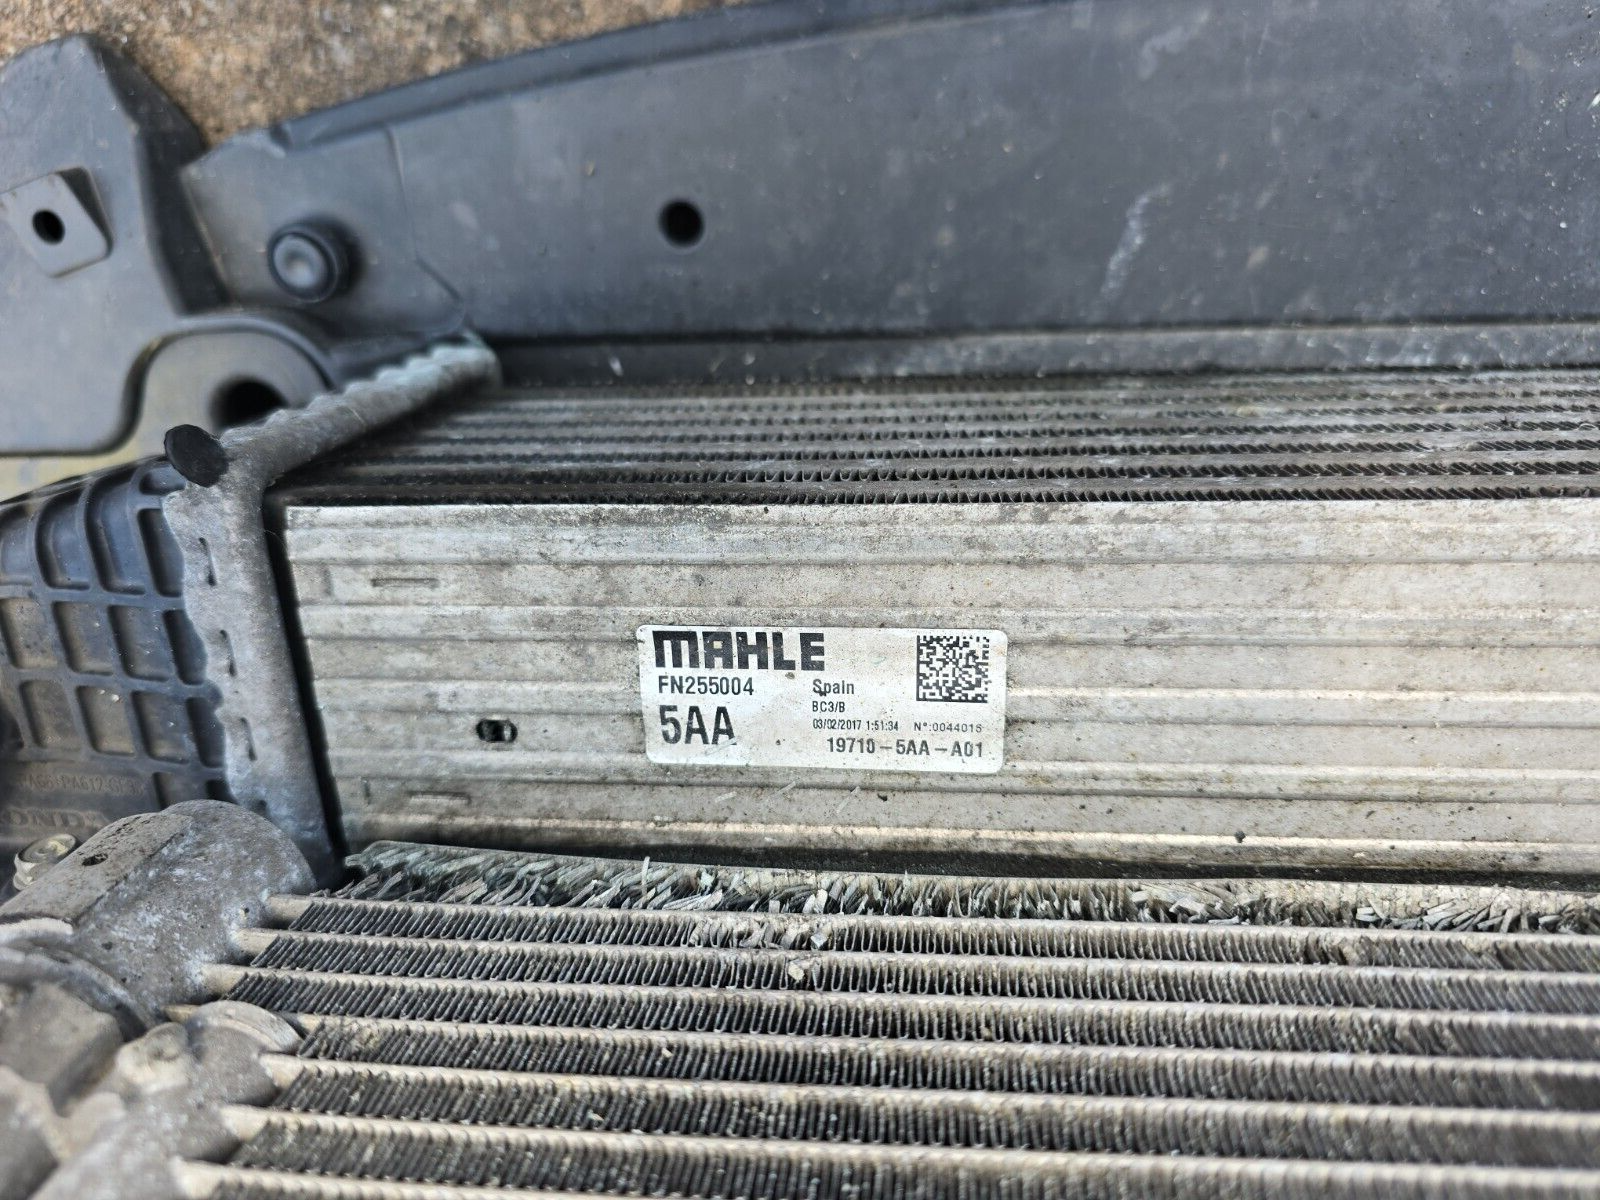 MAHLE
FN255004 Spain
BC3/B
5AA 03/02/2017 1:51:34 N°:0044015
19710-5AA-A01